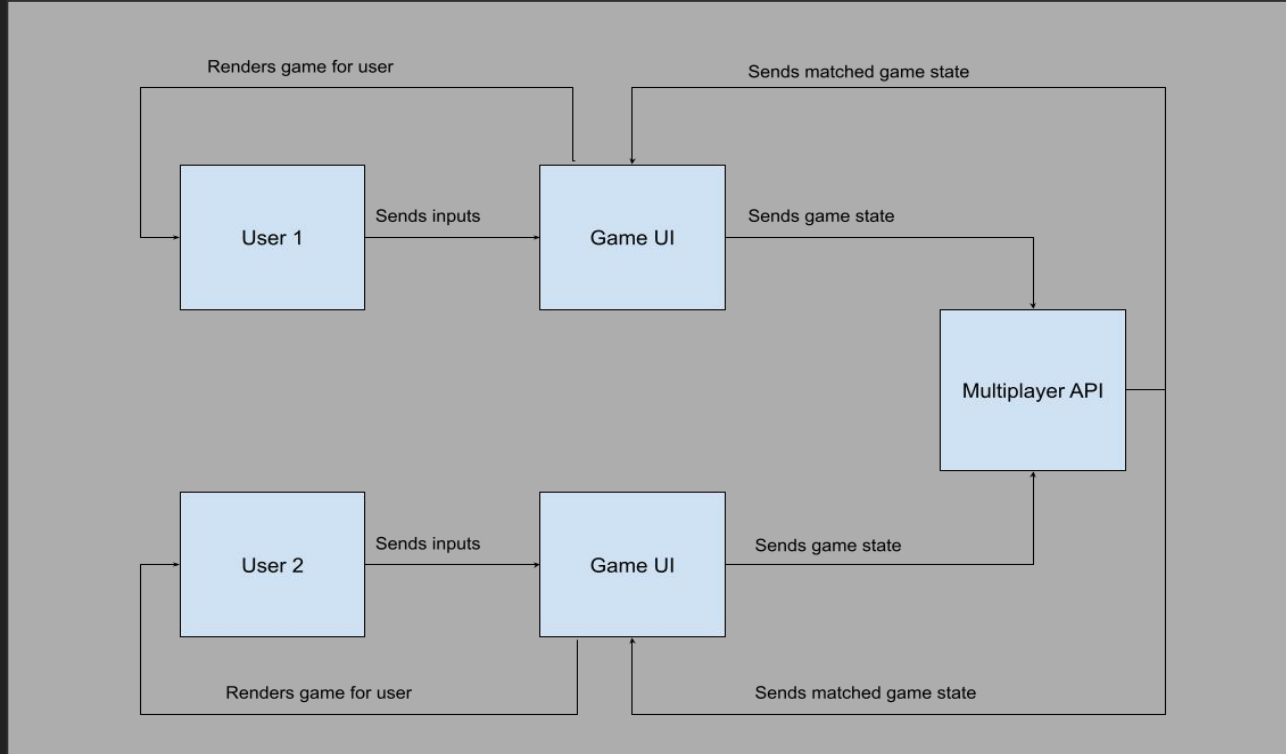 Renders game for user
Sends matched game state
User 1
Sends inputs
Game UI
Sends game state
Multiplayer API
User 2
Sends inputs
Game UI
Sends game state
Renders game for user
Sends matched game state